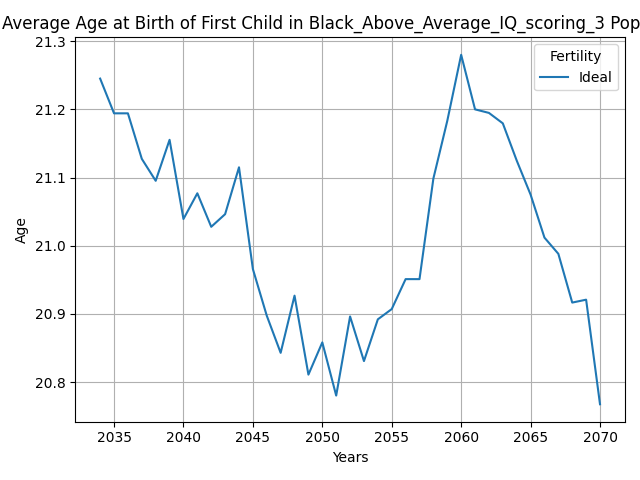 Average Age at Birth of First Child in Black_Above_Average_IQ_scoring_3 Pop
21.3
21.2
21.1
21.0
20.9
20.8
Age
Fertility
Ideal
2035 2040 2045 2050 2055 2060 2065 2070
Years